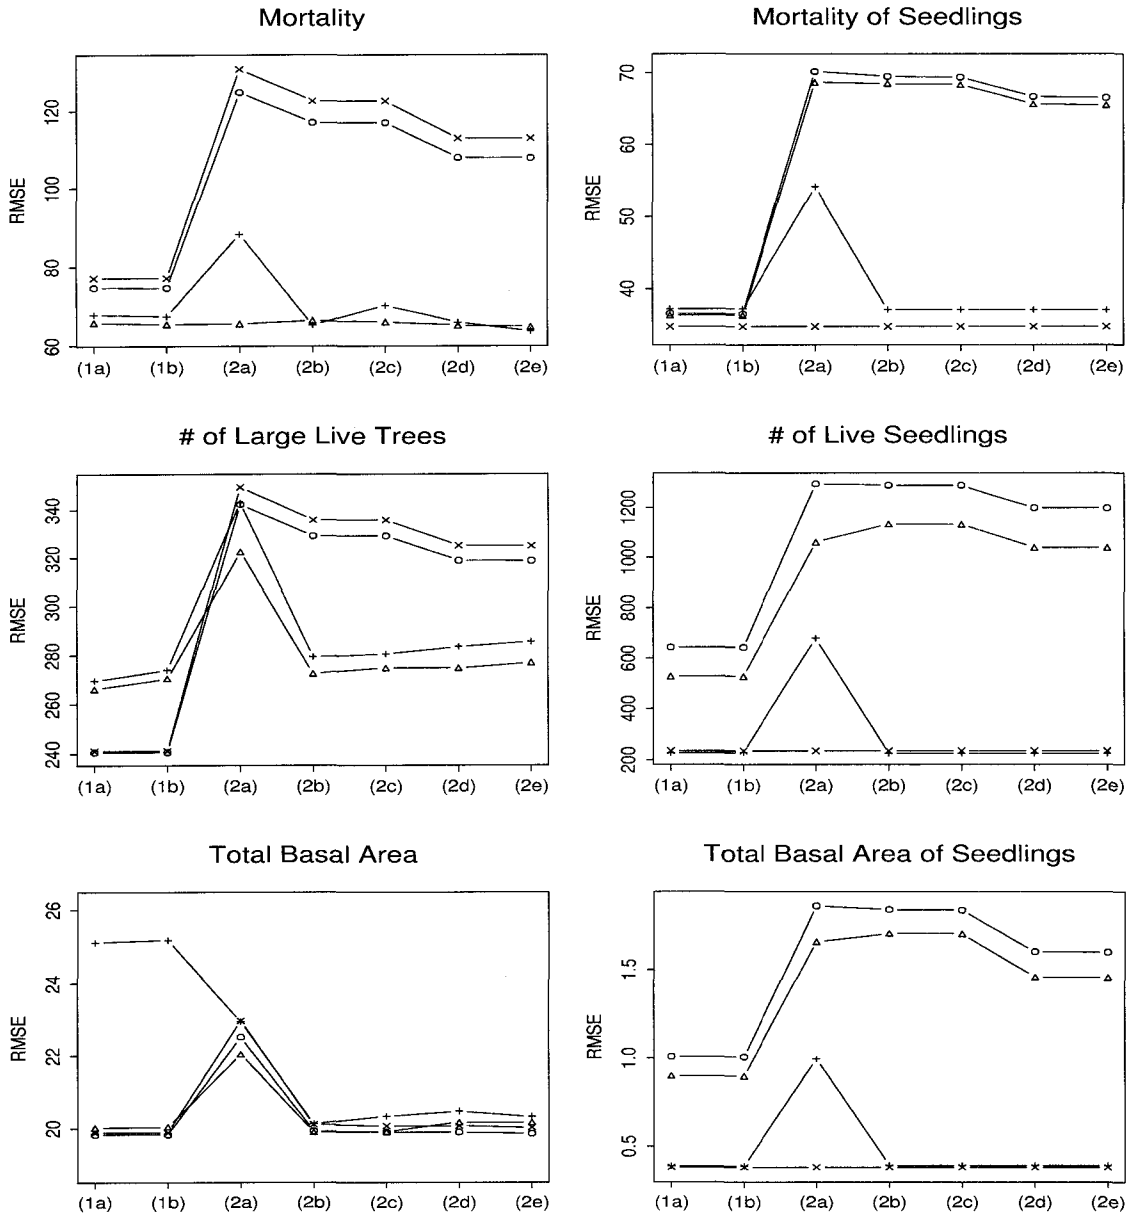 Mortality
Mortality of Seedlings
RMSE
60 80 100 120
(1a) (1b) (2a) (2b) (2c) (2d) (2e)
RMSE
40 50 60 70
(1a) (1b) (2a) (2b) (2c) (2d) (2e)
# of Large Live Trees
# of Live Seedlings
RMSE
240 260 280 300 320 340
(1a) (1b) (2a) (2b) (2c) (2d) (2e)
RMSE
200 400 600 800 1000 1200
(1a) (1b) (2a) (2b) (2c) (2d) (2e)
Total Basal Area
Total Basal Area of Seedlings
RMSE
20 22 24 26
(1a) (1b) (2a) (2b) (2c) (2d) (2e)
RMSE
0.5 1.0 1.5
(1a) (1b) (2a) (2b) (2c) (2d) (2e)